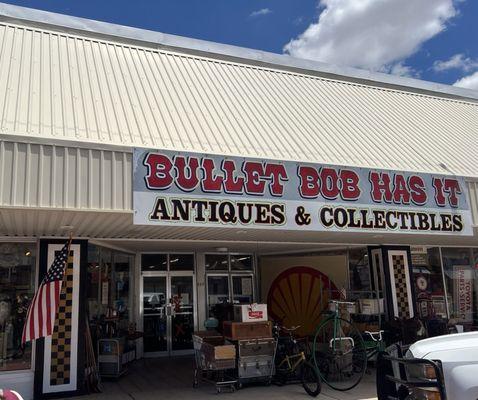 BULLET BOB HAS IT
ANTIQUES & COLLECTIBLES